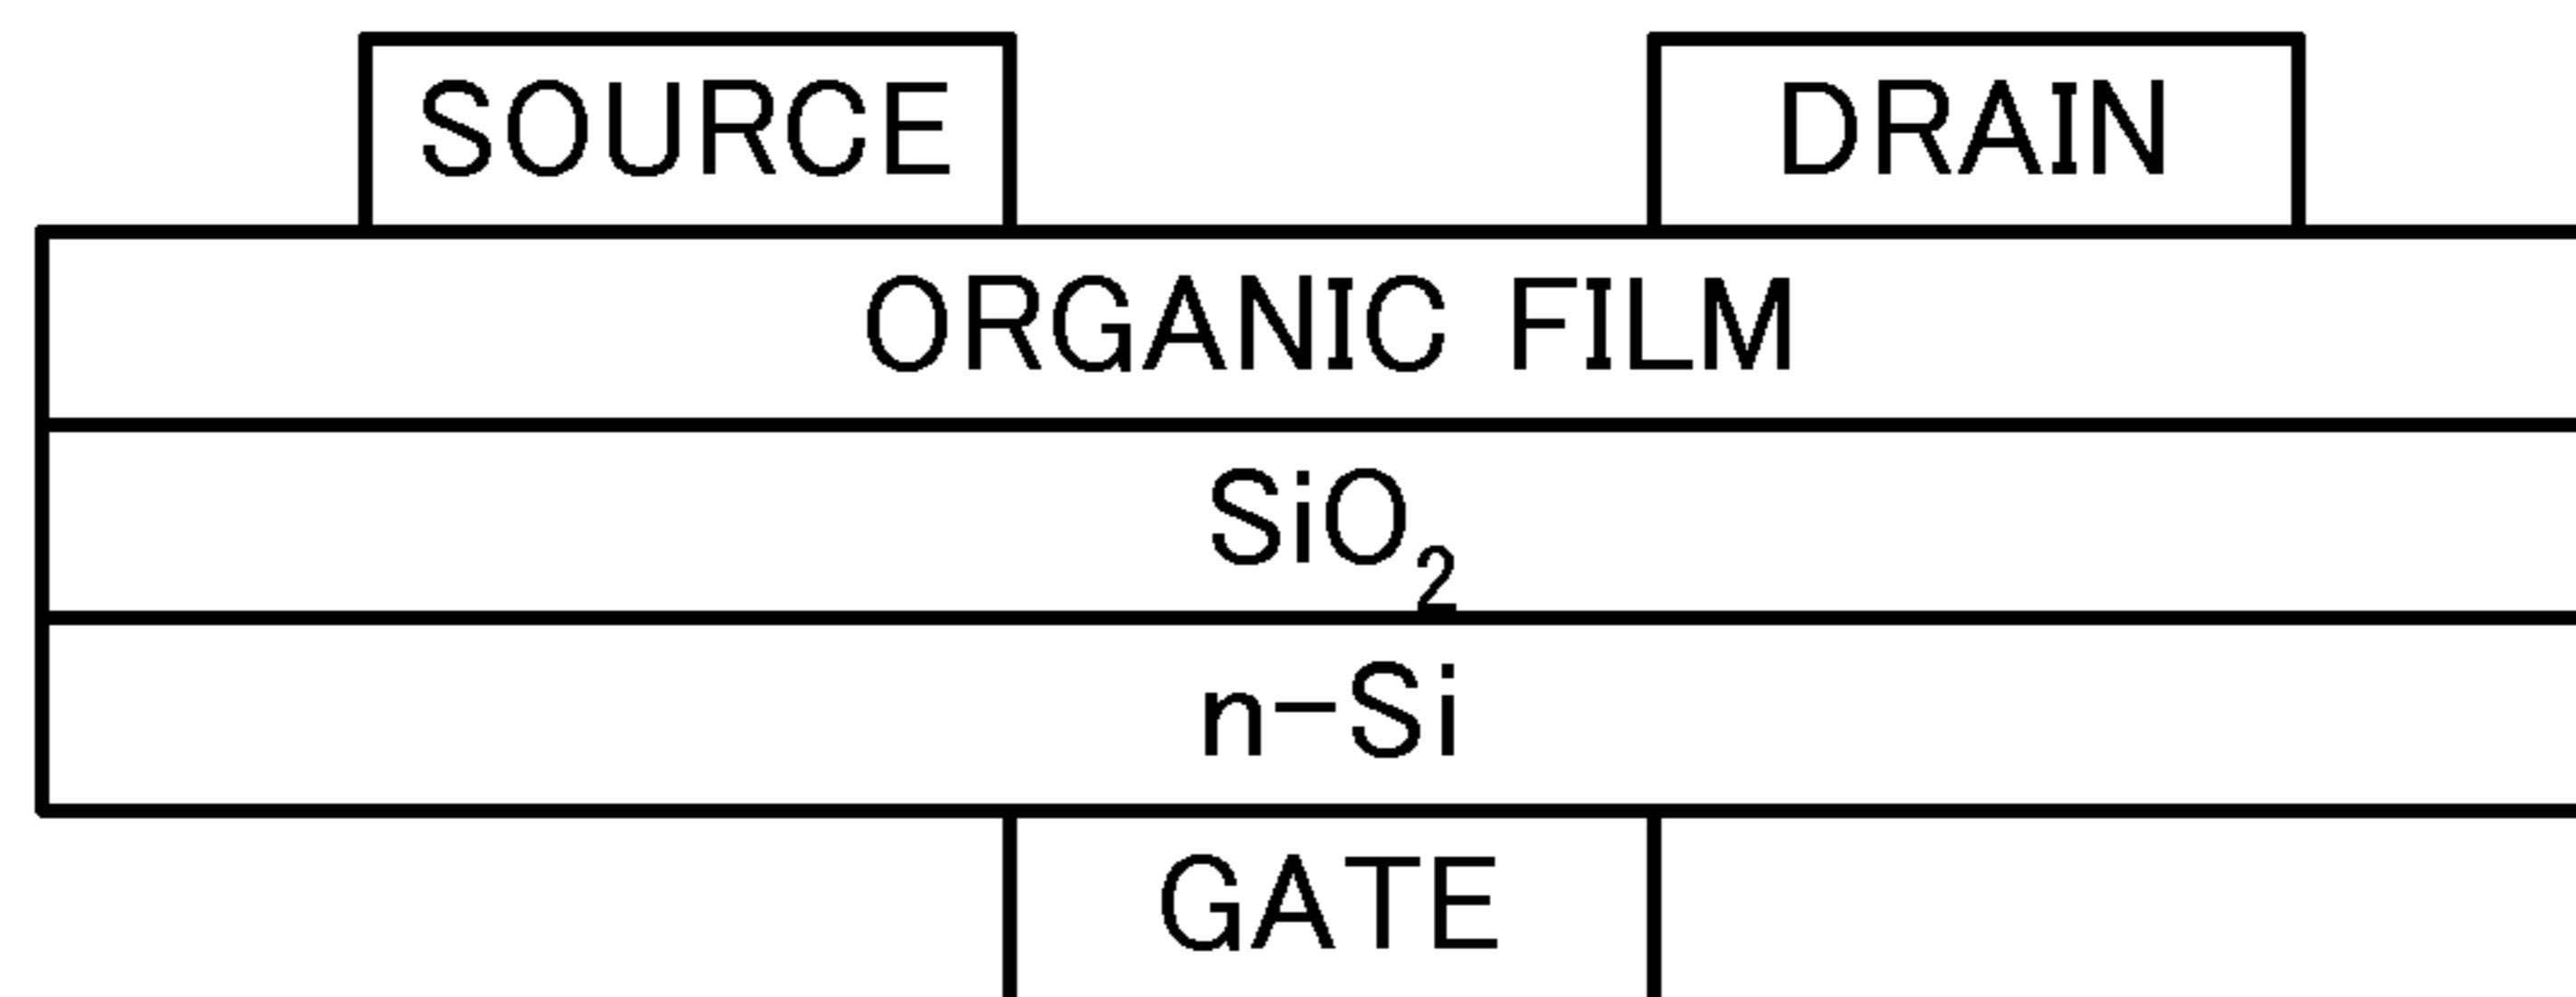 SOURCE DRAIN
ORGANIC FILM
SiO₂
n-Si
GATE